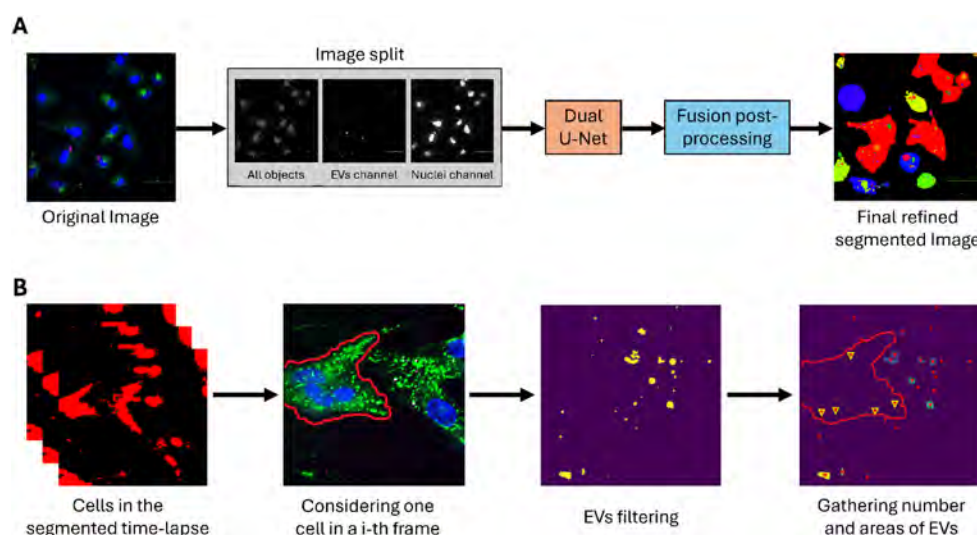 A
Image split
Dual
U-Net
Fusion post-
processing
All objects
EVs channel
Nuclei channel
Original Image
Final refined
segmented Image
B
Cells in the
segmented time-lapse
Considering one
cell in a i-th frame
EVs filtering
Gathering number
and areas of EVs